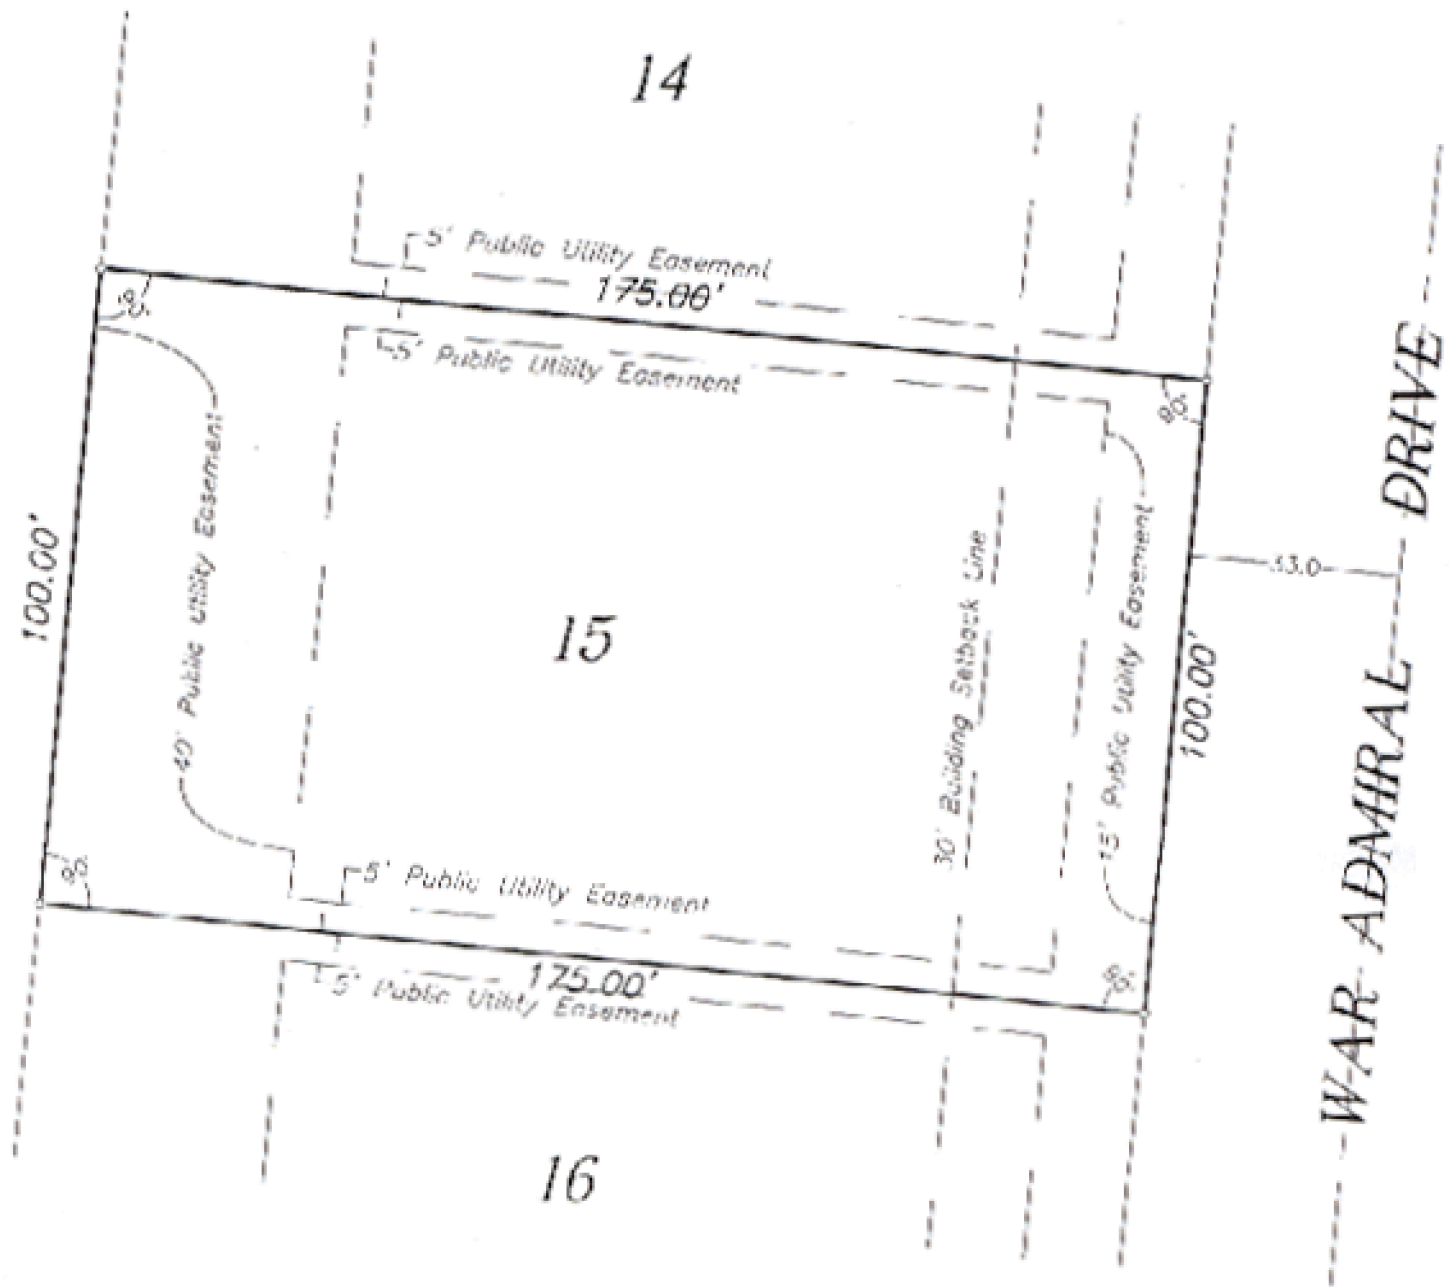 14
5' Public Utility Easement
175.00'
5' Public Utility Easement
90°
90°
DRIVE
40' Public Utility Easement
100.00'
15
30' Building Setback Line
15' Public Utility Easement
100.00'
WAR ADMIRAL
90°
5' Public Utility Easement
90°
175.00'
5' Public Utility Easement
16